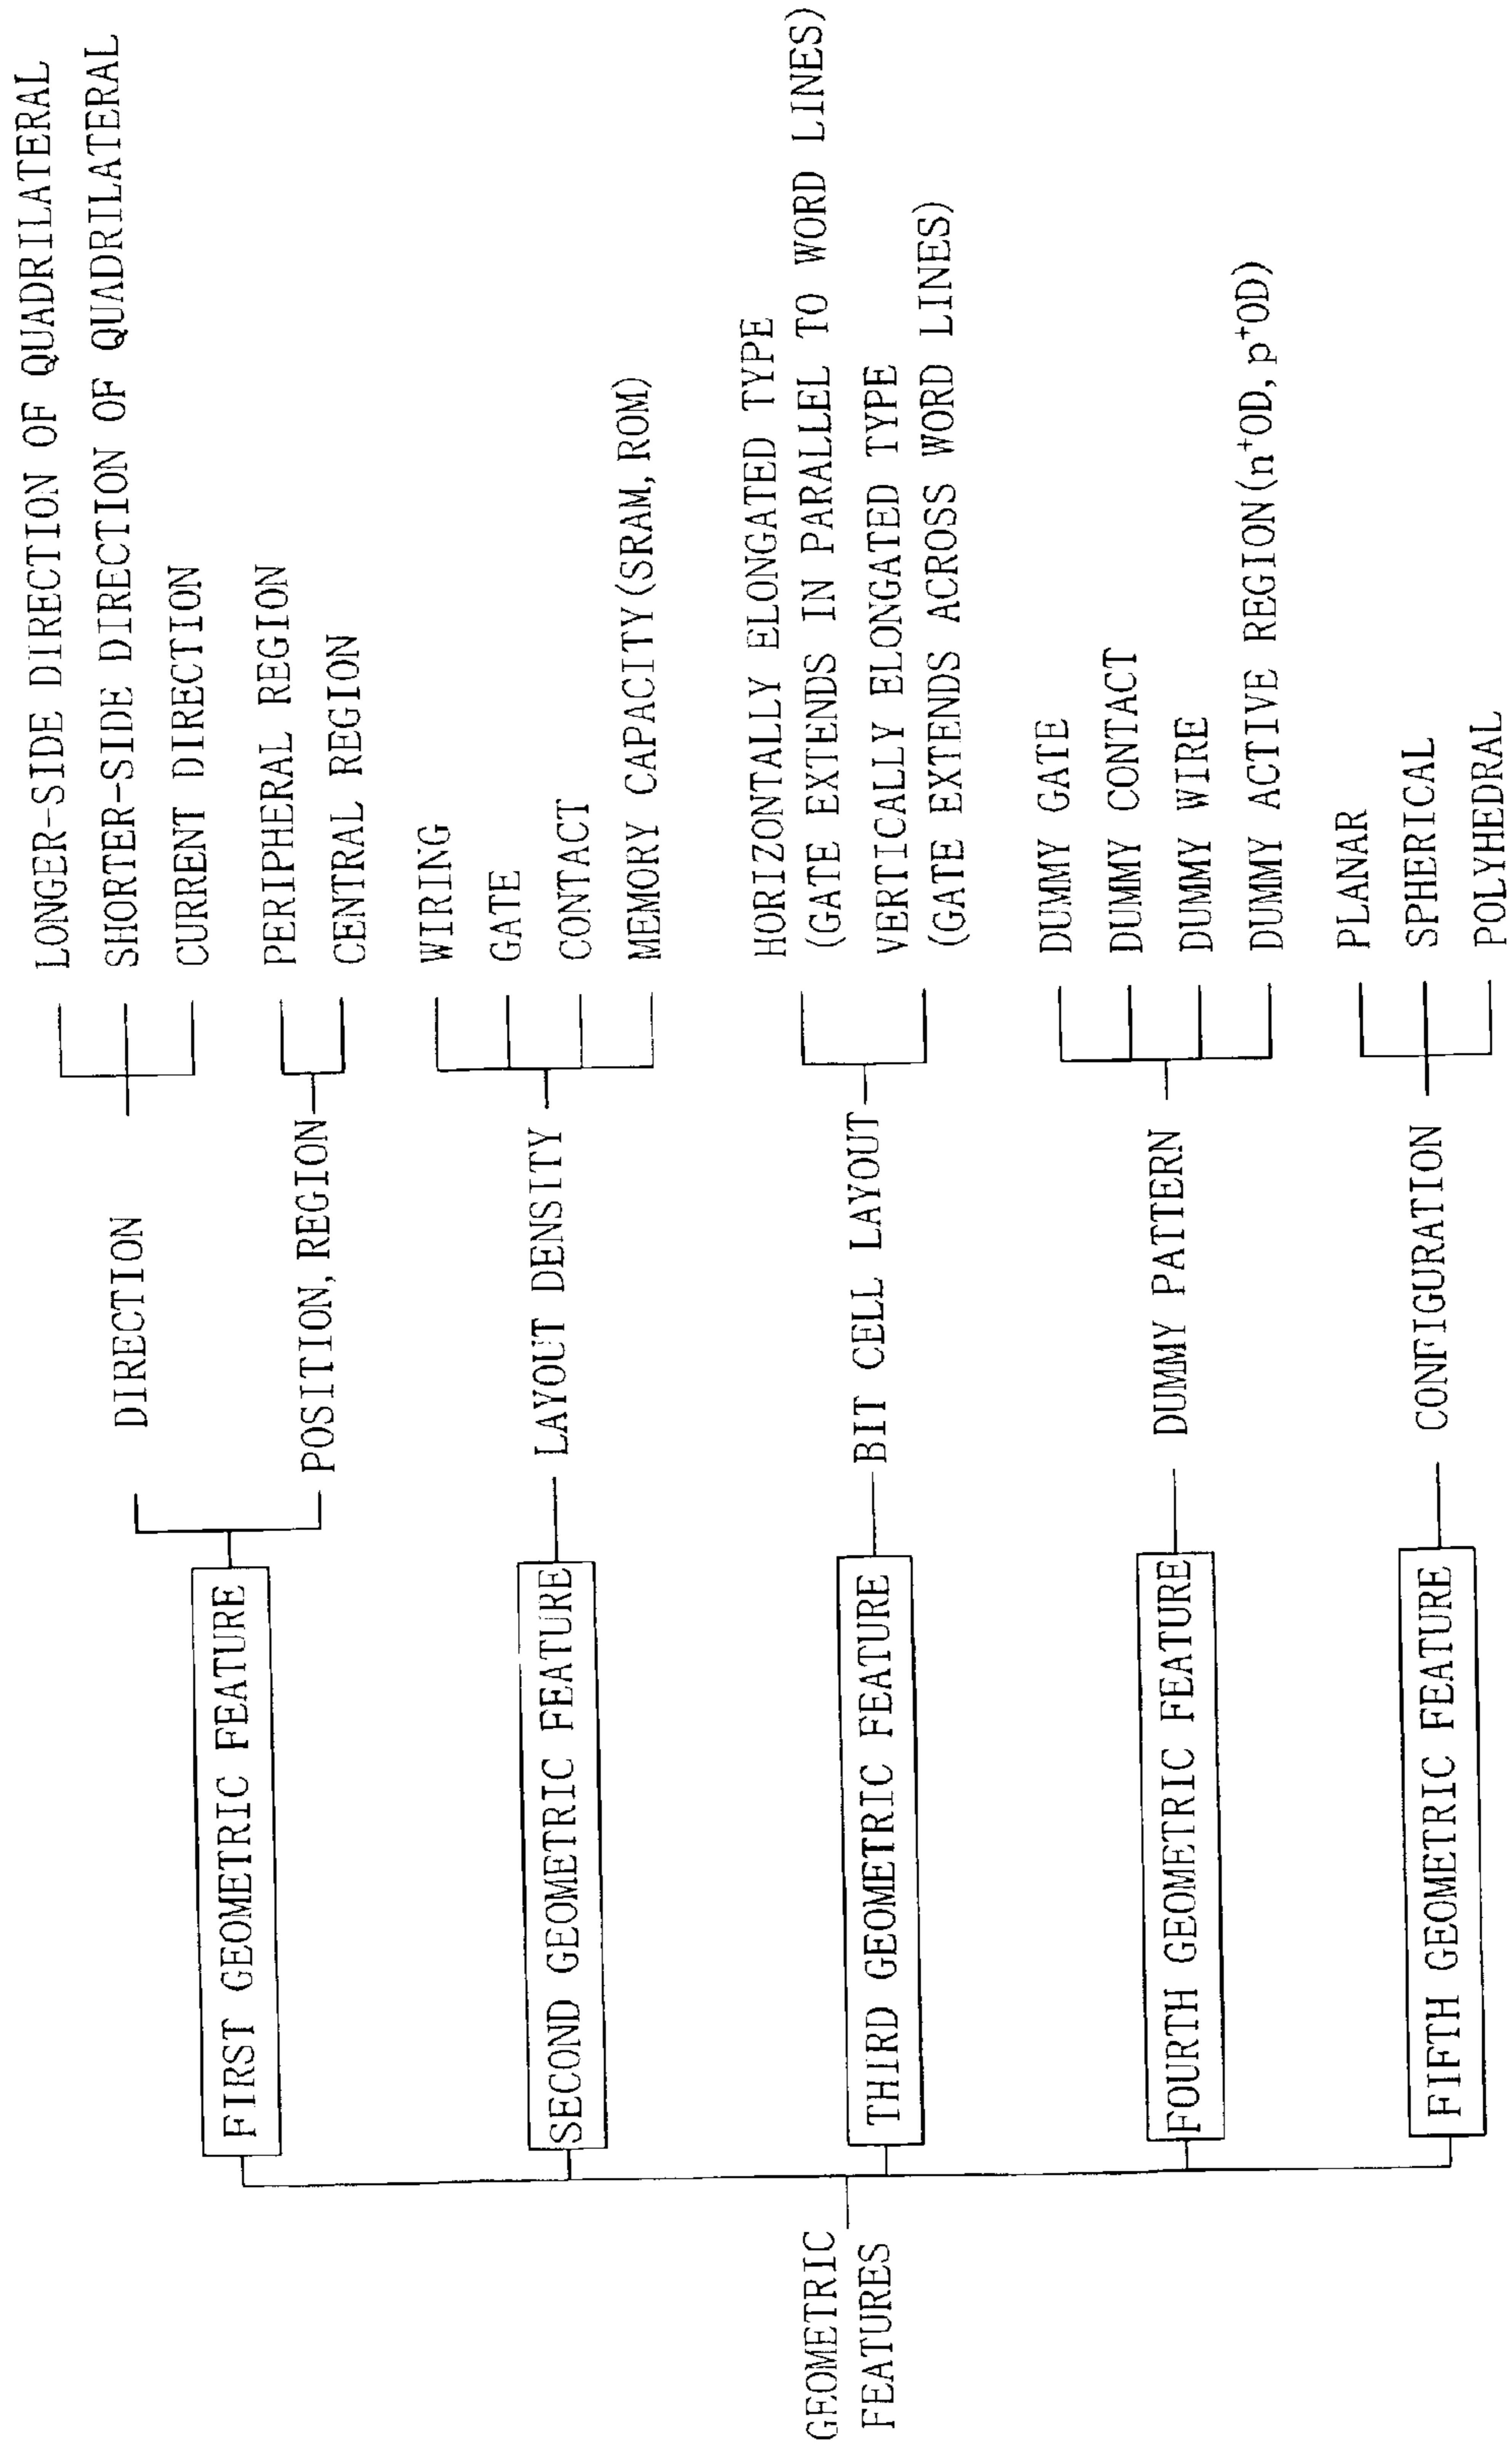 GEOMETRIC
FEATURES
FIRST GEOMETRIC FEATURE
DIRECTION
LONGER-SIDE DIRECTION OF QUADRILATERAL
SHORTER-SIDE DIRECTION OF QUADRILATERAL
CURRENT DIRECTION
POSITION, REGION
PERIPHERAL REGION
CENTRAL REGION
SECOND GEOMETRIC FEATURE
LAYOUT DENSITY
WIRING
GATE
CONTACT
MEMORY CAPACITY(SRAM, ROM)
THIRD GEOMETRIC FEATURE
BIT CELL LAYOUT
HORIZONTALLY ELONGATED TYPE
(GATE EXTENDS IN PARALLEL TO WORD LINES)
VERTICALLY ELONGATED TYPE
(GATE EXTENDS ACROSS WORD LINES)
FOURTH GEOMETRIC FEATURE
DUMMY PATTERN
DUMMY GATE
DUMMY CONTACT
DUMMY WIRE
DUMMY ACTIVE REGION(n⁺OD, p⁺OD)
FIFTH GEOMETRIC FEATURE
CONFIGURATION
PLANAR
SPHERICAL
POLYHEDRAL